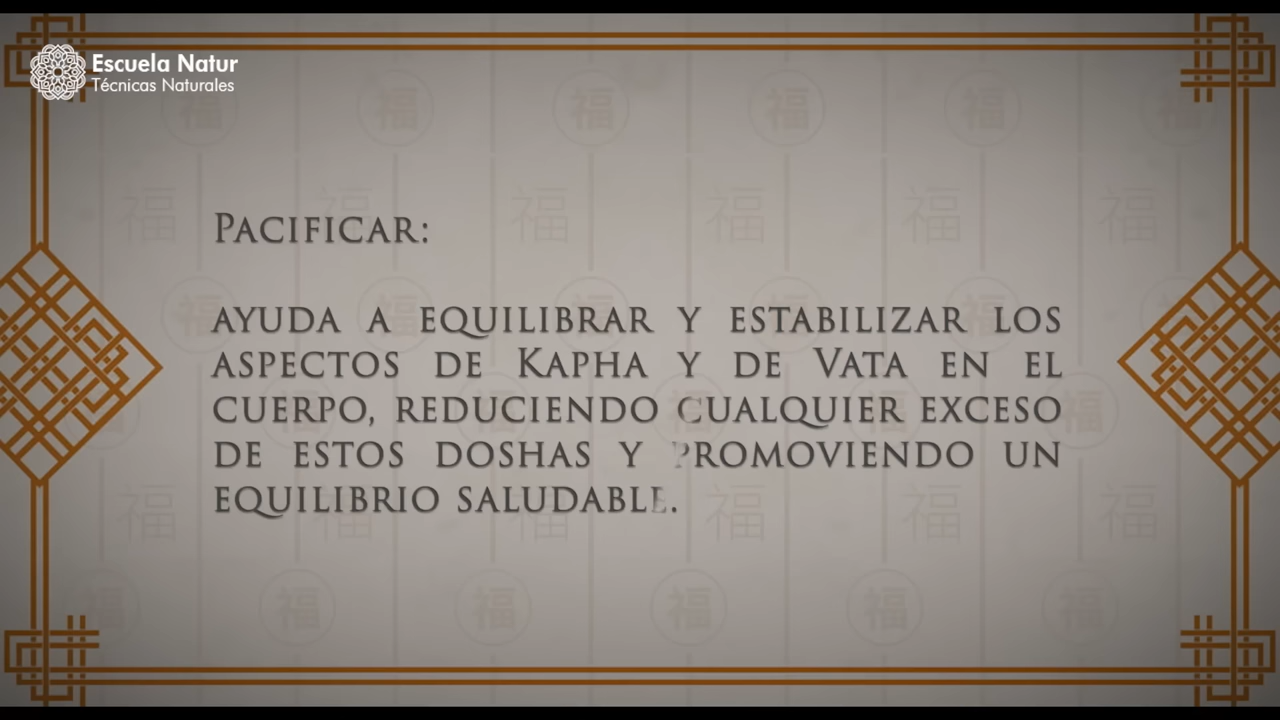 Escuela Natur
Técnicas Naturales
Pacificar:
AYUDA A EQUILIBRAR Y ESTABILIZAR LOS
ASPECTOS DE KAPHA Y DE VATA EN EL
CUERPO, REDUCIENDO CUALQUIER EXCESO
DE ESTOS DOSHAS Y PROMOVIENDO UN
EQUILIBRIO SALUDABLE.
福